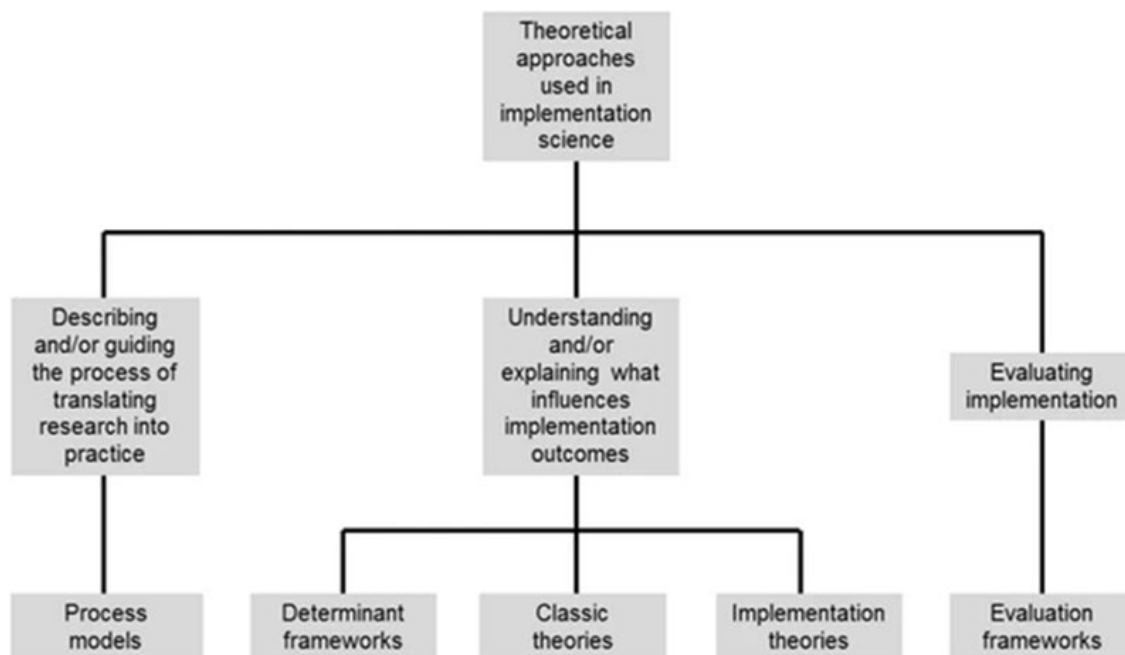 Theoretical
approaches
used in
implementation
science
Describing
and/or guiding
the process of
translating
research into
practice
Understanding
and/or
explaining what
influences
implementation
outcomes
Evaluating
implementation
Process
models
Determinant
frameworks
Classic
theories
Implementation
theories
Evaluation
frameworks